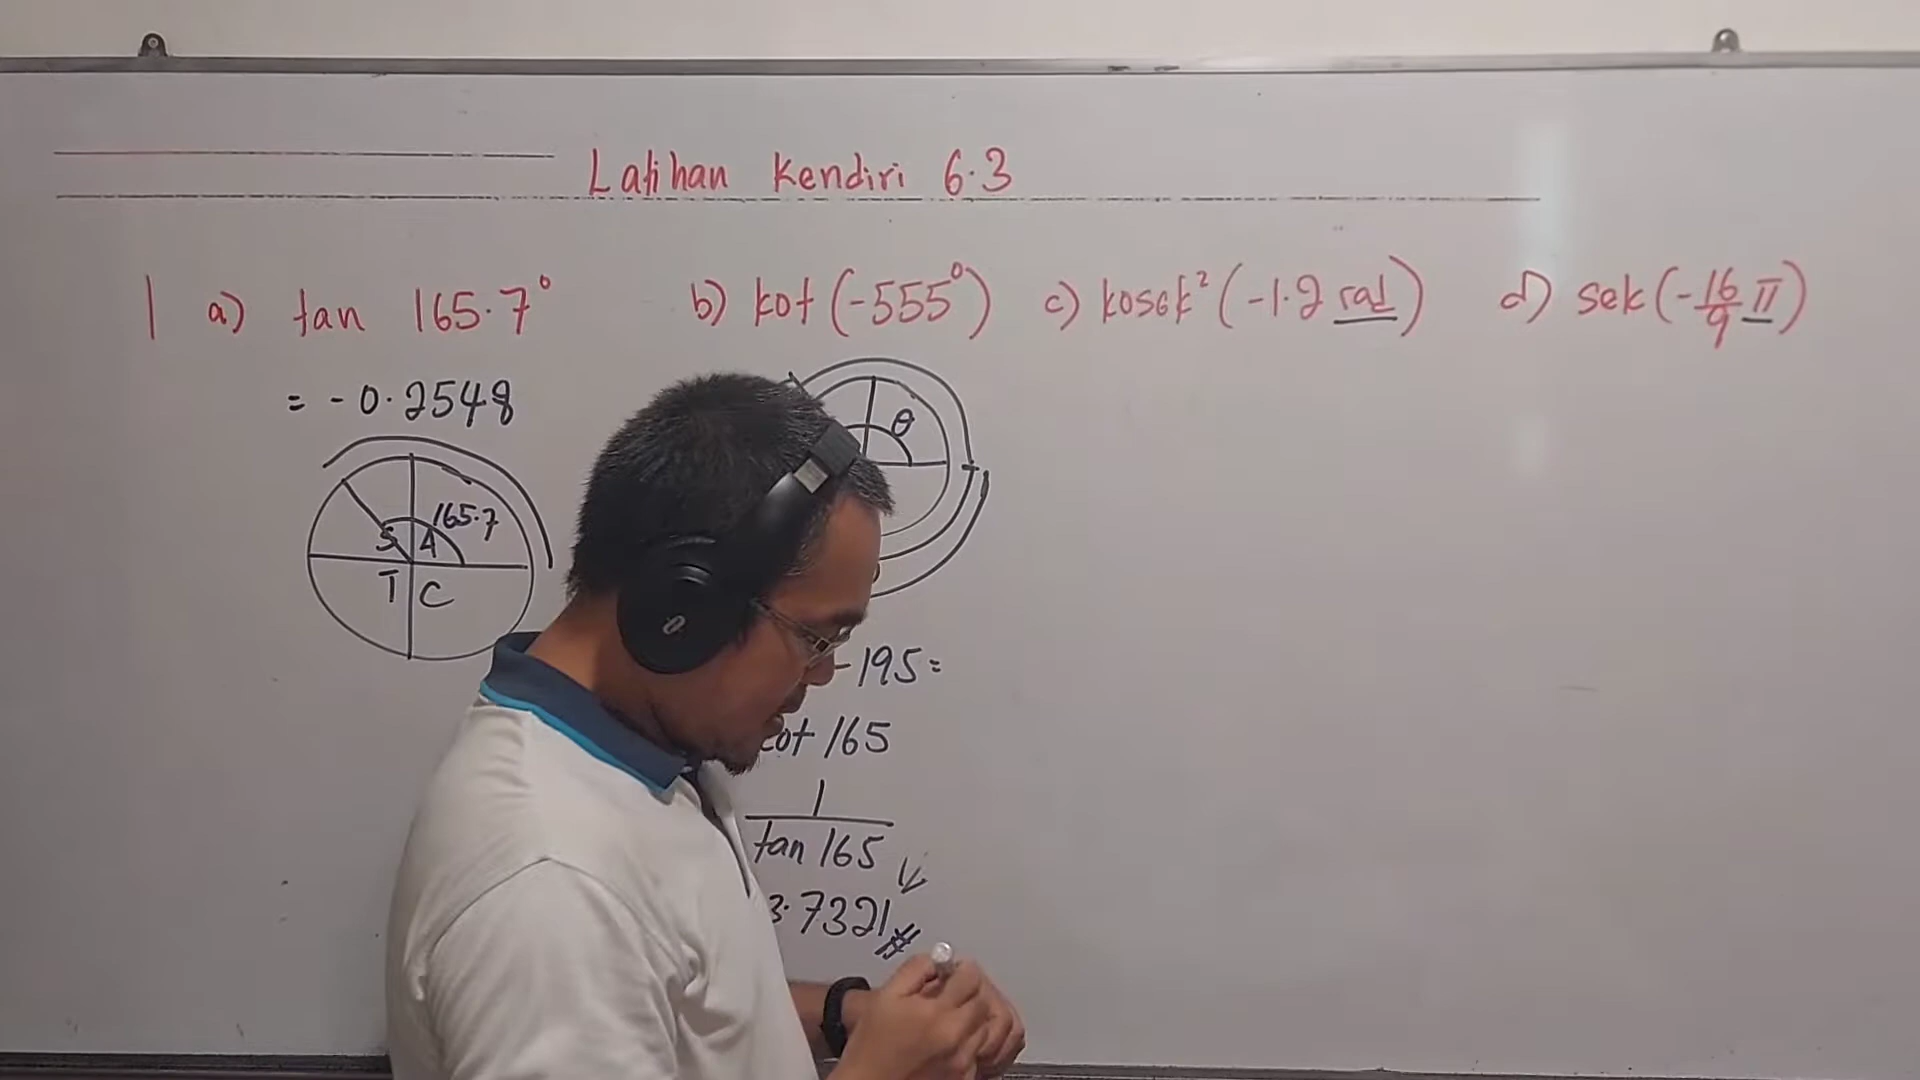 Latihan Kendiri 6.3
1 a) tan 165.7°
= -0.2548
165.7
S A
T C
b) kot (-555°)
θ
-195 =
cot 165
1
tan 165
3.7321 #
c) kosek² (-1.2 rad)
d) sek (-16/9 π)